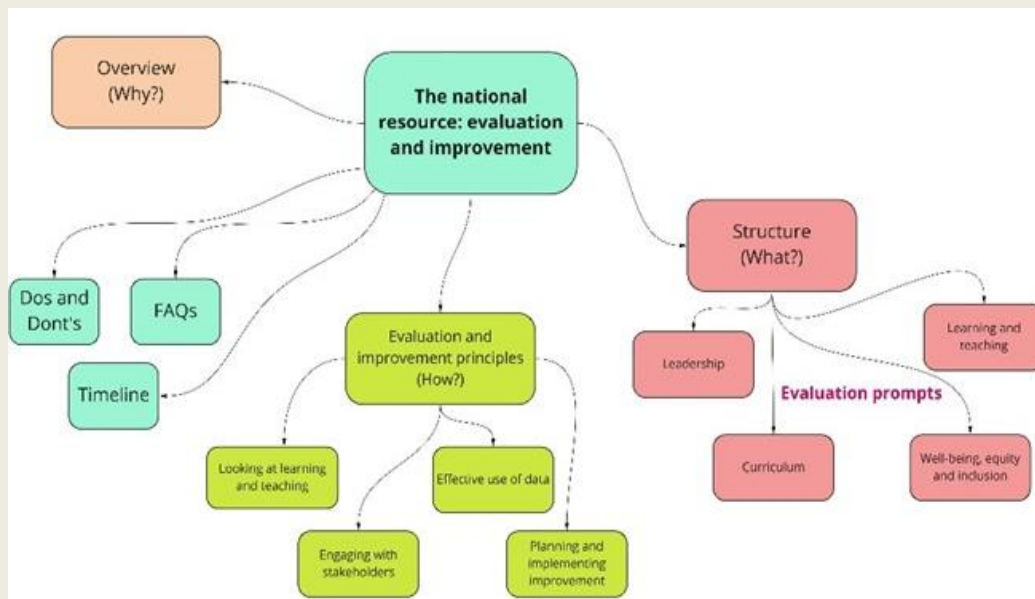 Overview
(Why?)
The national
resource: evaluation
and improvement
Structure
(What?)
Dos and
Dont's
FAQs
Timeline
Evaluation and
improvement principles
(How?)
Learning and
teaching
Leadership
Evaluation prompts
Looking at learning
and teaching
Effective use of data
Curriculum
Well-being, equity
and inclusion
Engaging with
stakeholders
Planning and
implementing
improvement